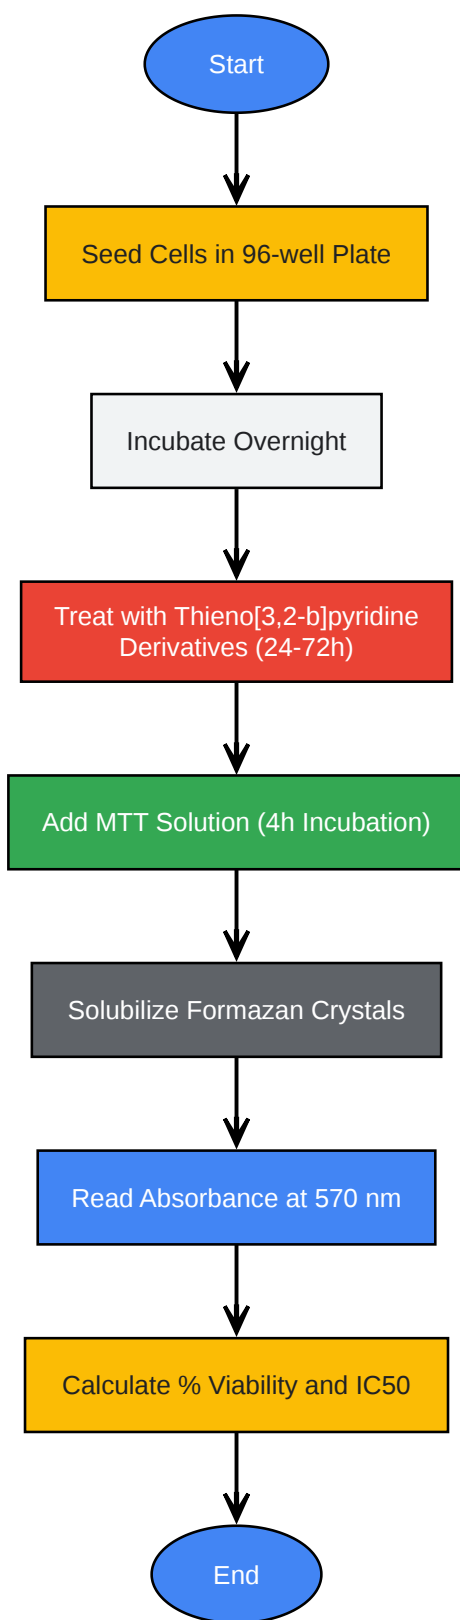 Start
Seed Cells in 96-well Plate
Incubate Overnight
Treat with Thieno[3,2-b]pyridine
Derivatives (24-72h)
Add MTT Solution (4h Incubation)
Solubilize Formazan Crystals
Read Absorbance at 570 nm
Calculate % Viability and IC50
End